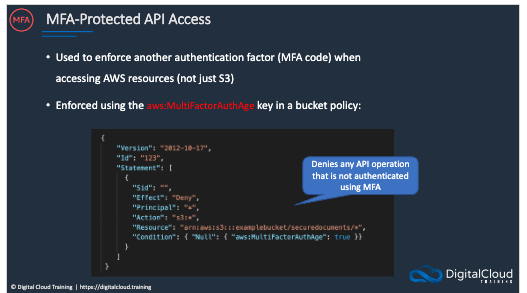 MFA
MFA-Protected API Access
• Used to enforce another authentication factor (MFA code) when
accessing AWS resources (not just S3)
• Enforced using the aws:MultiFactorAuthAge key in a bucket policy:
{
"Version": "2012-10-17",
"Id": "123",
"Statement": [
{
"Sid": "",
"Effect": "Deny",
"Principal": "*",
"Action": "s3:*",
"Resource": "arn:aws:s3:::examplebucket/securedocuments/*",
"Condition": { "Null": { "aws:MultiFactorAuthAge": true }}
}
]
}
Denies any API operation
that is not authenticated
using MFA
© Digital Cloud Training | https://digitalcloud.training
DigitalCloud
TRAINING